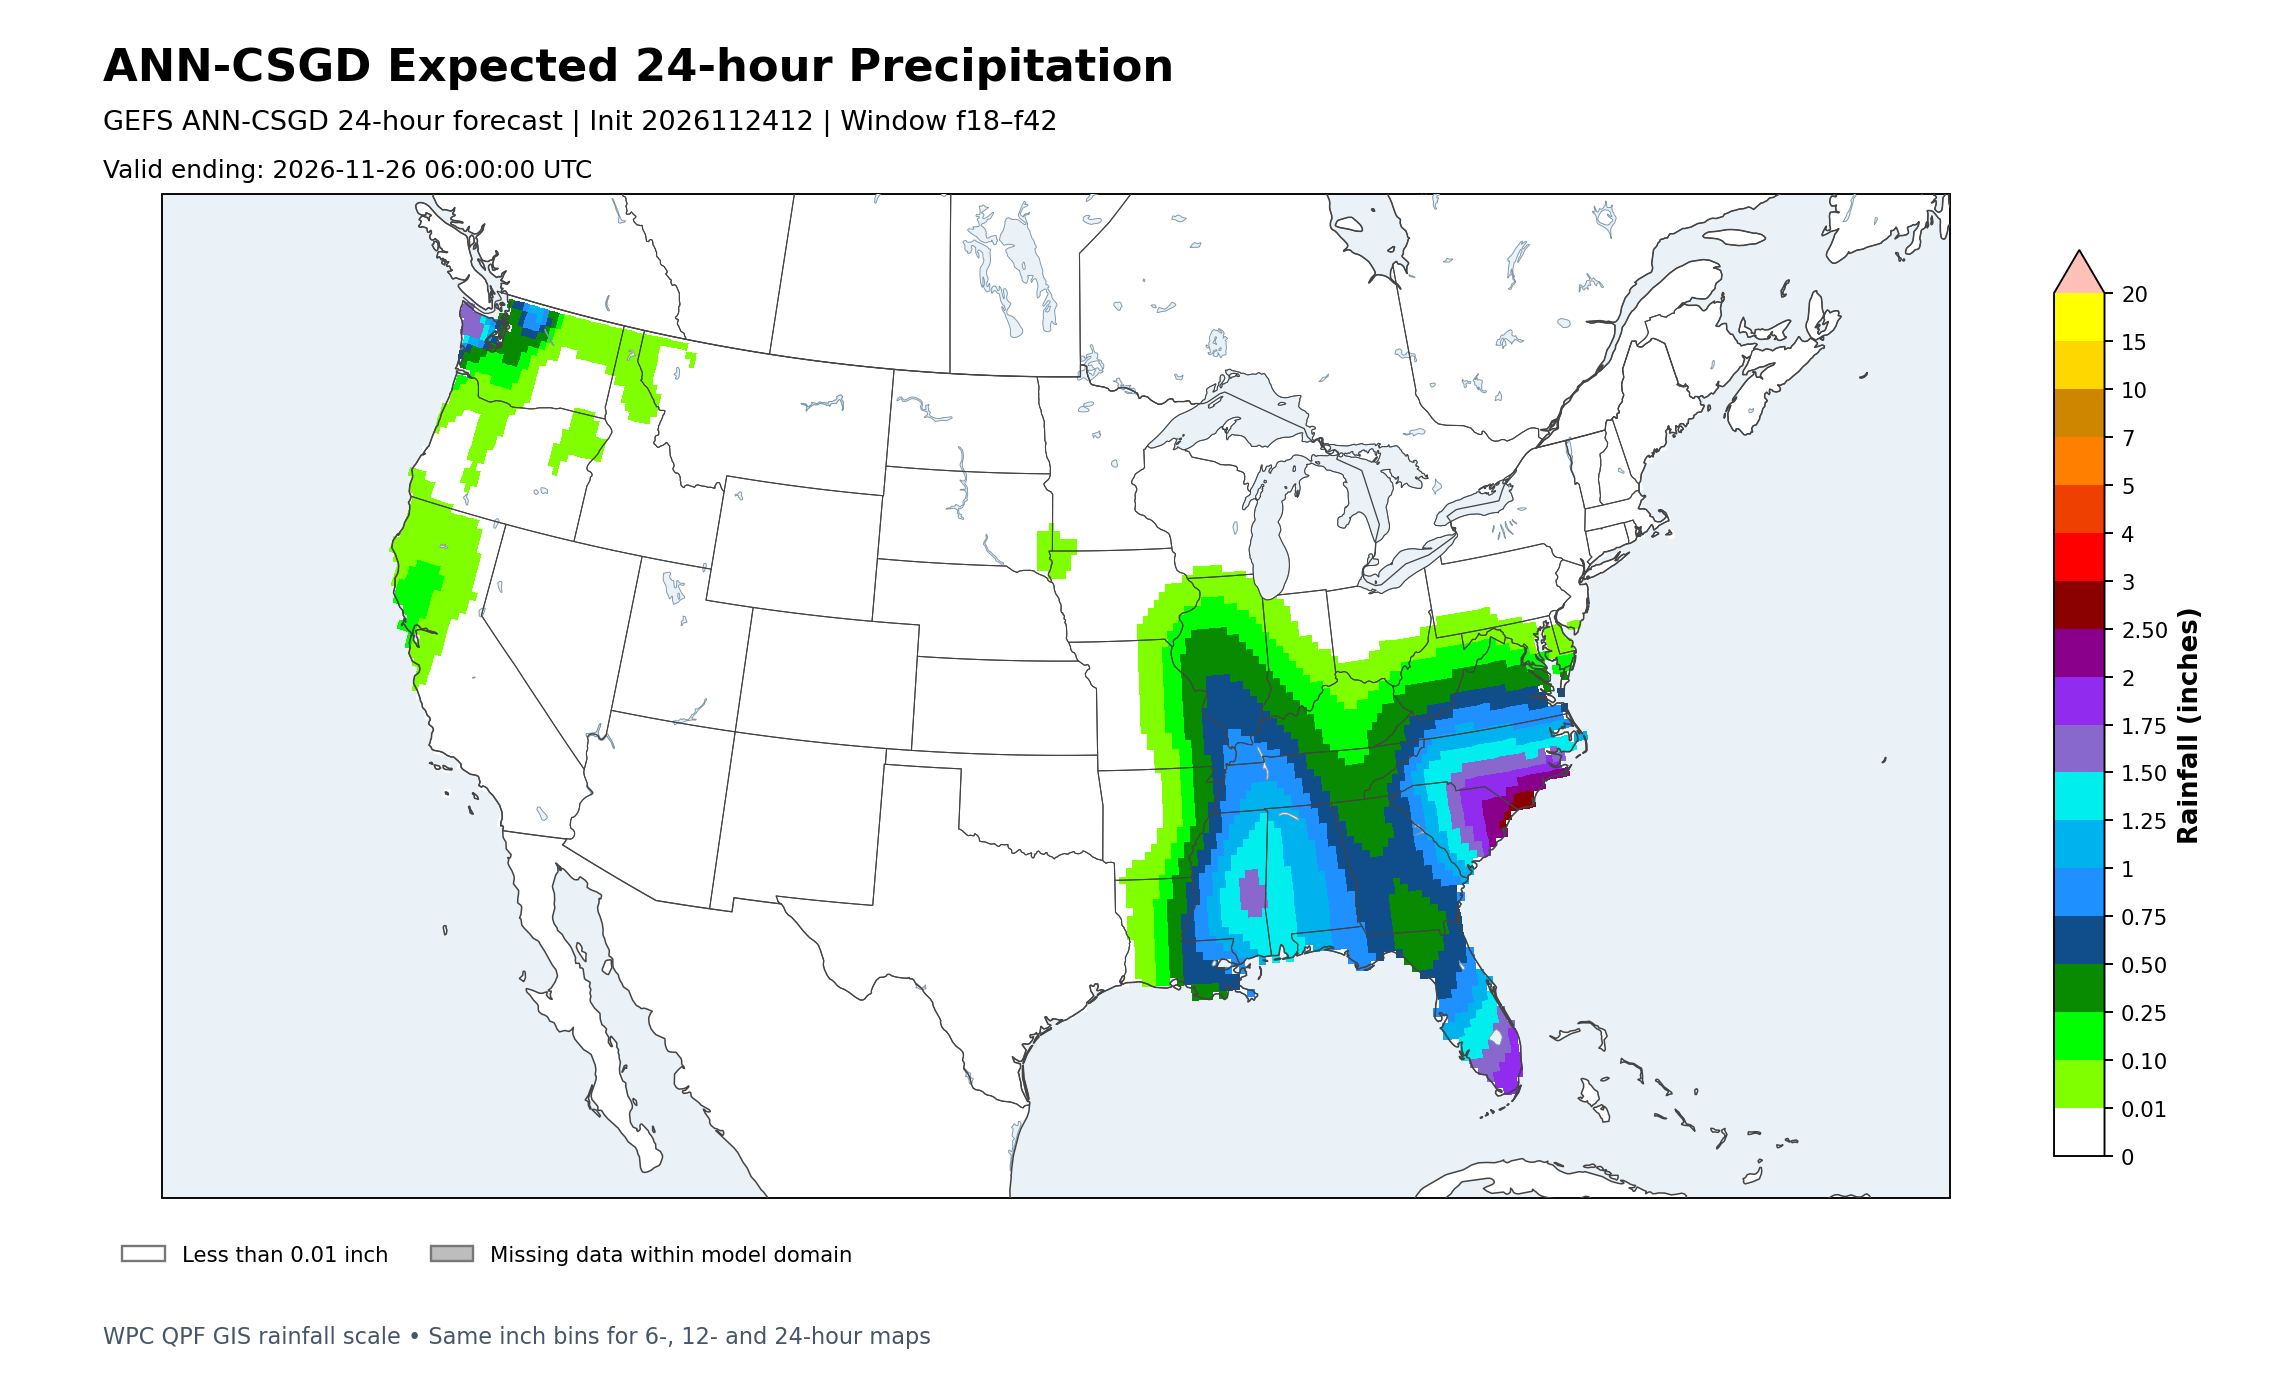 ANN-CSGD Expected 24-hour Precipitation
GEFS ANN-CSGD 24-hour forecast | Init 2026112412 | Window f18–f42
Valid ending: 2026-11-26 06:00:00 UTC
20
15
10
7
5
4
3
2.50
2
1.75
1.50
1.25
1
0.75
0.50
0.25
0.10
0.01
0
Rainfall (inches)
Less than 0.01 inch
Missing data within model domain
WPC QPF GIS rainfall scale • Same inch bins for 6-, 12- and 24-hour maps